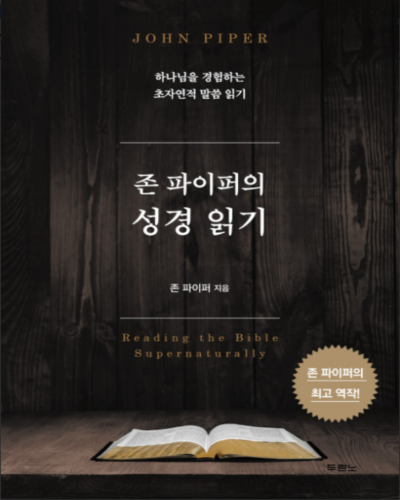 JOHN PIPER
하나님을 경험하는
초자연적 말씀 읽기
존 파이퍼의
성경 읽기
존 파이퍼 지음
Reading the Bible
Supernaturally
존 파이퍼의
최고 역작!
두란노